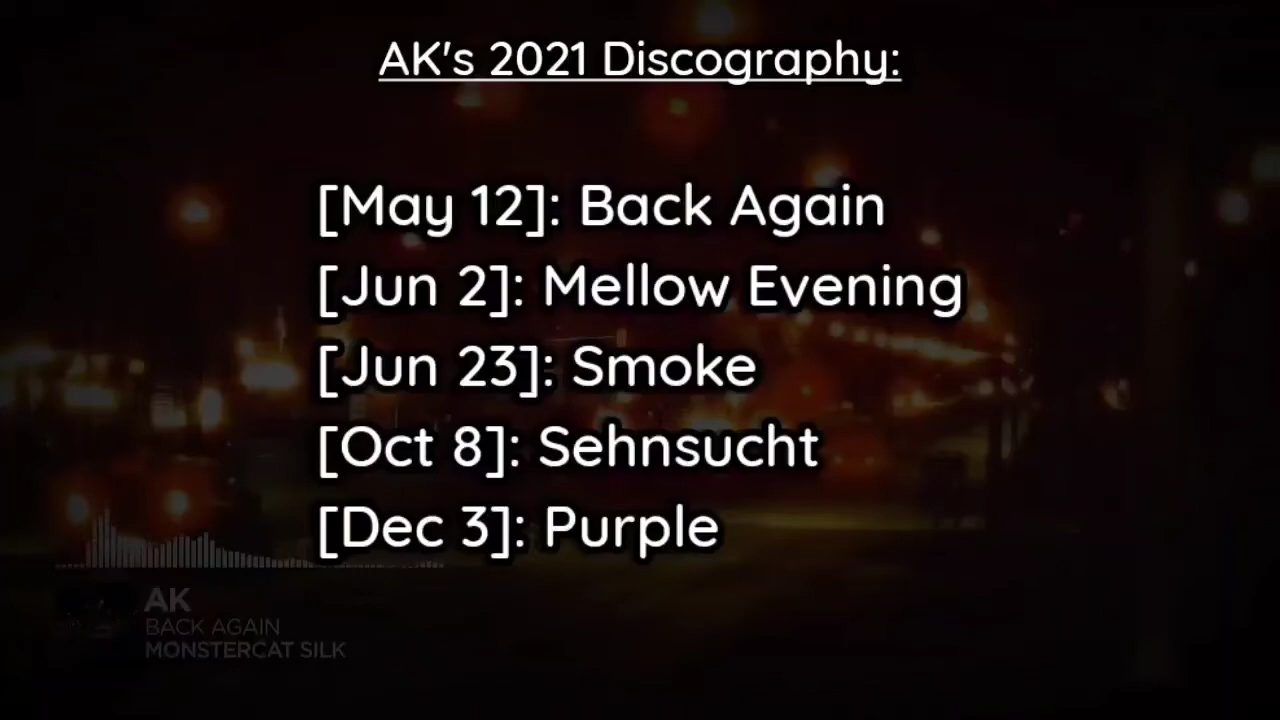 AK's 2021 Discography:
[May 12]: Back Again
[Jun 2]: Mellow Evening
[Jun 23]: Smoke
[Oct 8]: Sehnsucht
[Dec 3]: Purple
AK
BACK AGAIN
MONSTERCAT SILK